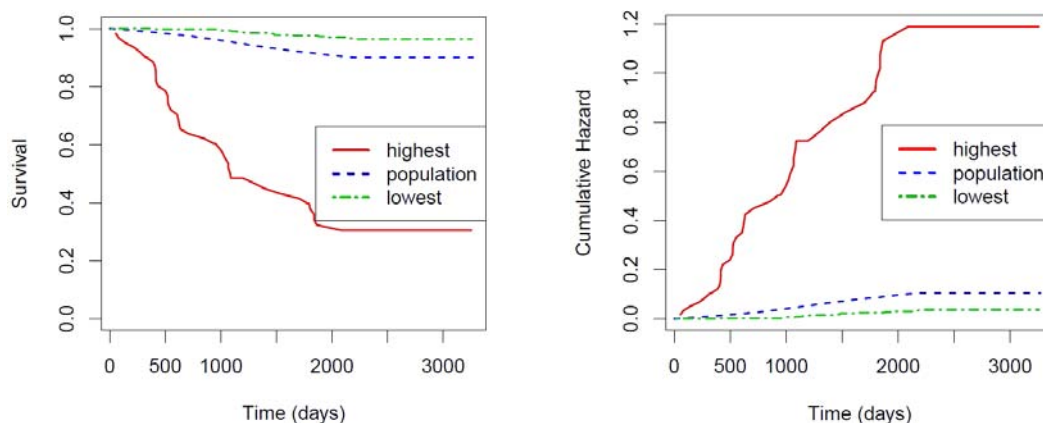 Survival
1.0
0.8
0.6
0.4
0.2
0.0
highest
population
lowest
0 500 1000 2000 3000
Time (days)
Cumulative Hazard
1.2
1.0
0.8
0.6
0.4
0.2
0.0
highest
population
lowest
0 500 1000 2000 3000
Time (days)